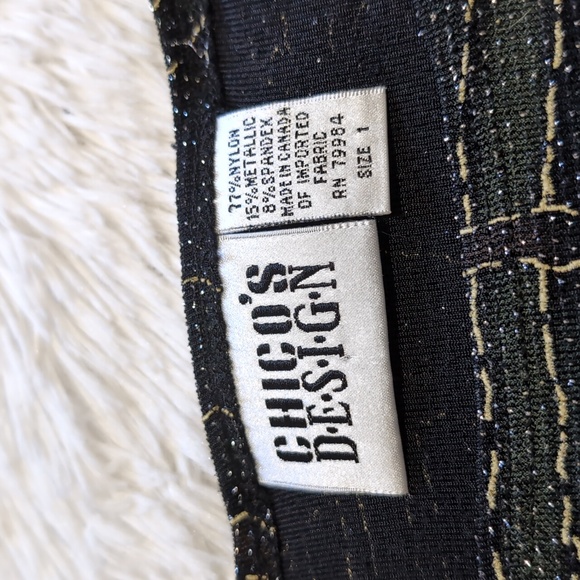 77%NYLON
15%METALLIC
8%SPANDEX
MADE IN CANADA
OF IMPORTED
FABRIC
RN 79984
SIZE 1
CHICO'S
D·E·S·I·G·N